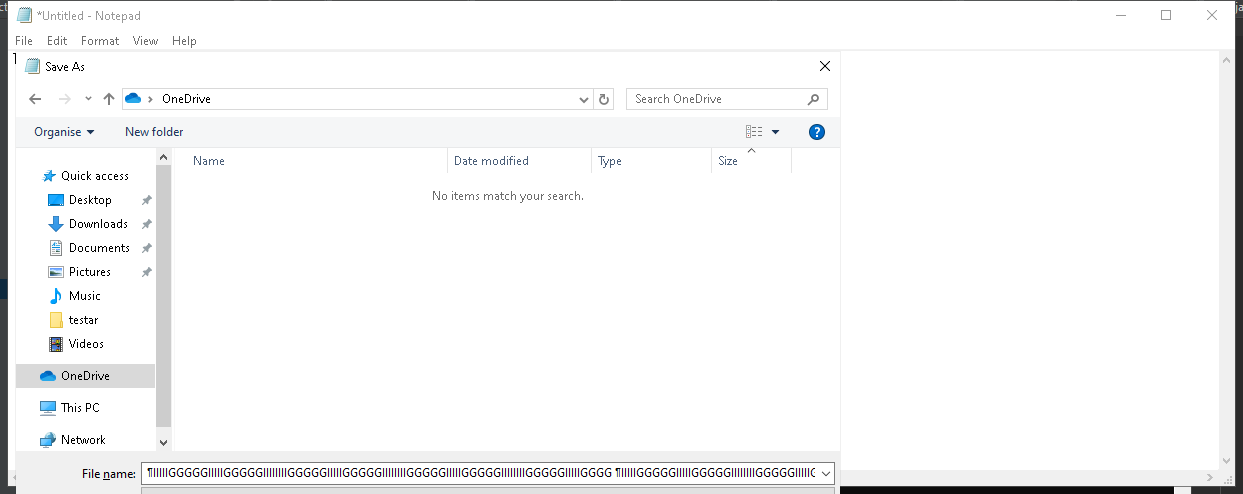 *Untitled - Notepad
File Edit Format View Help
Save As
OneDrive
Search OneDrive
Organise New folder
Name Date modified Type Size
No items match your search.
Quick access
Desktop
Downloads
Documents
Pictures
Music
testar
Videos
OneDrive
This PC
Network
File name: